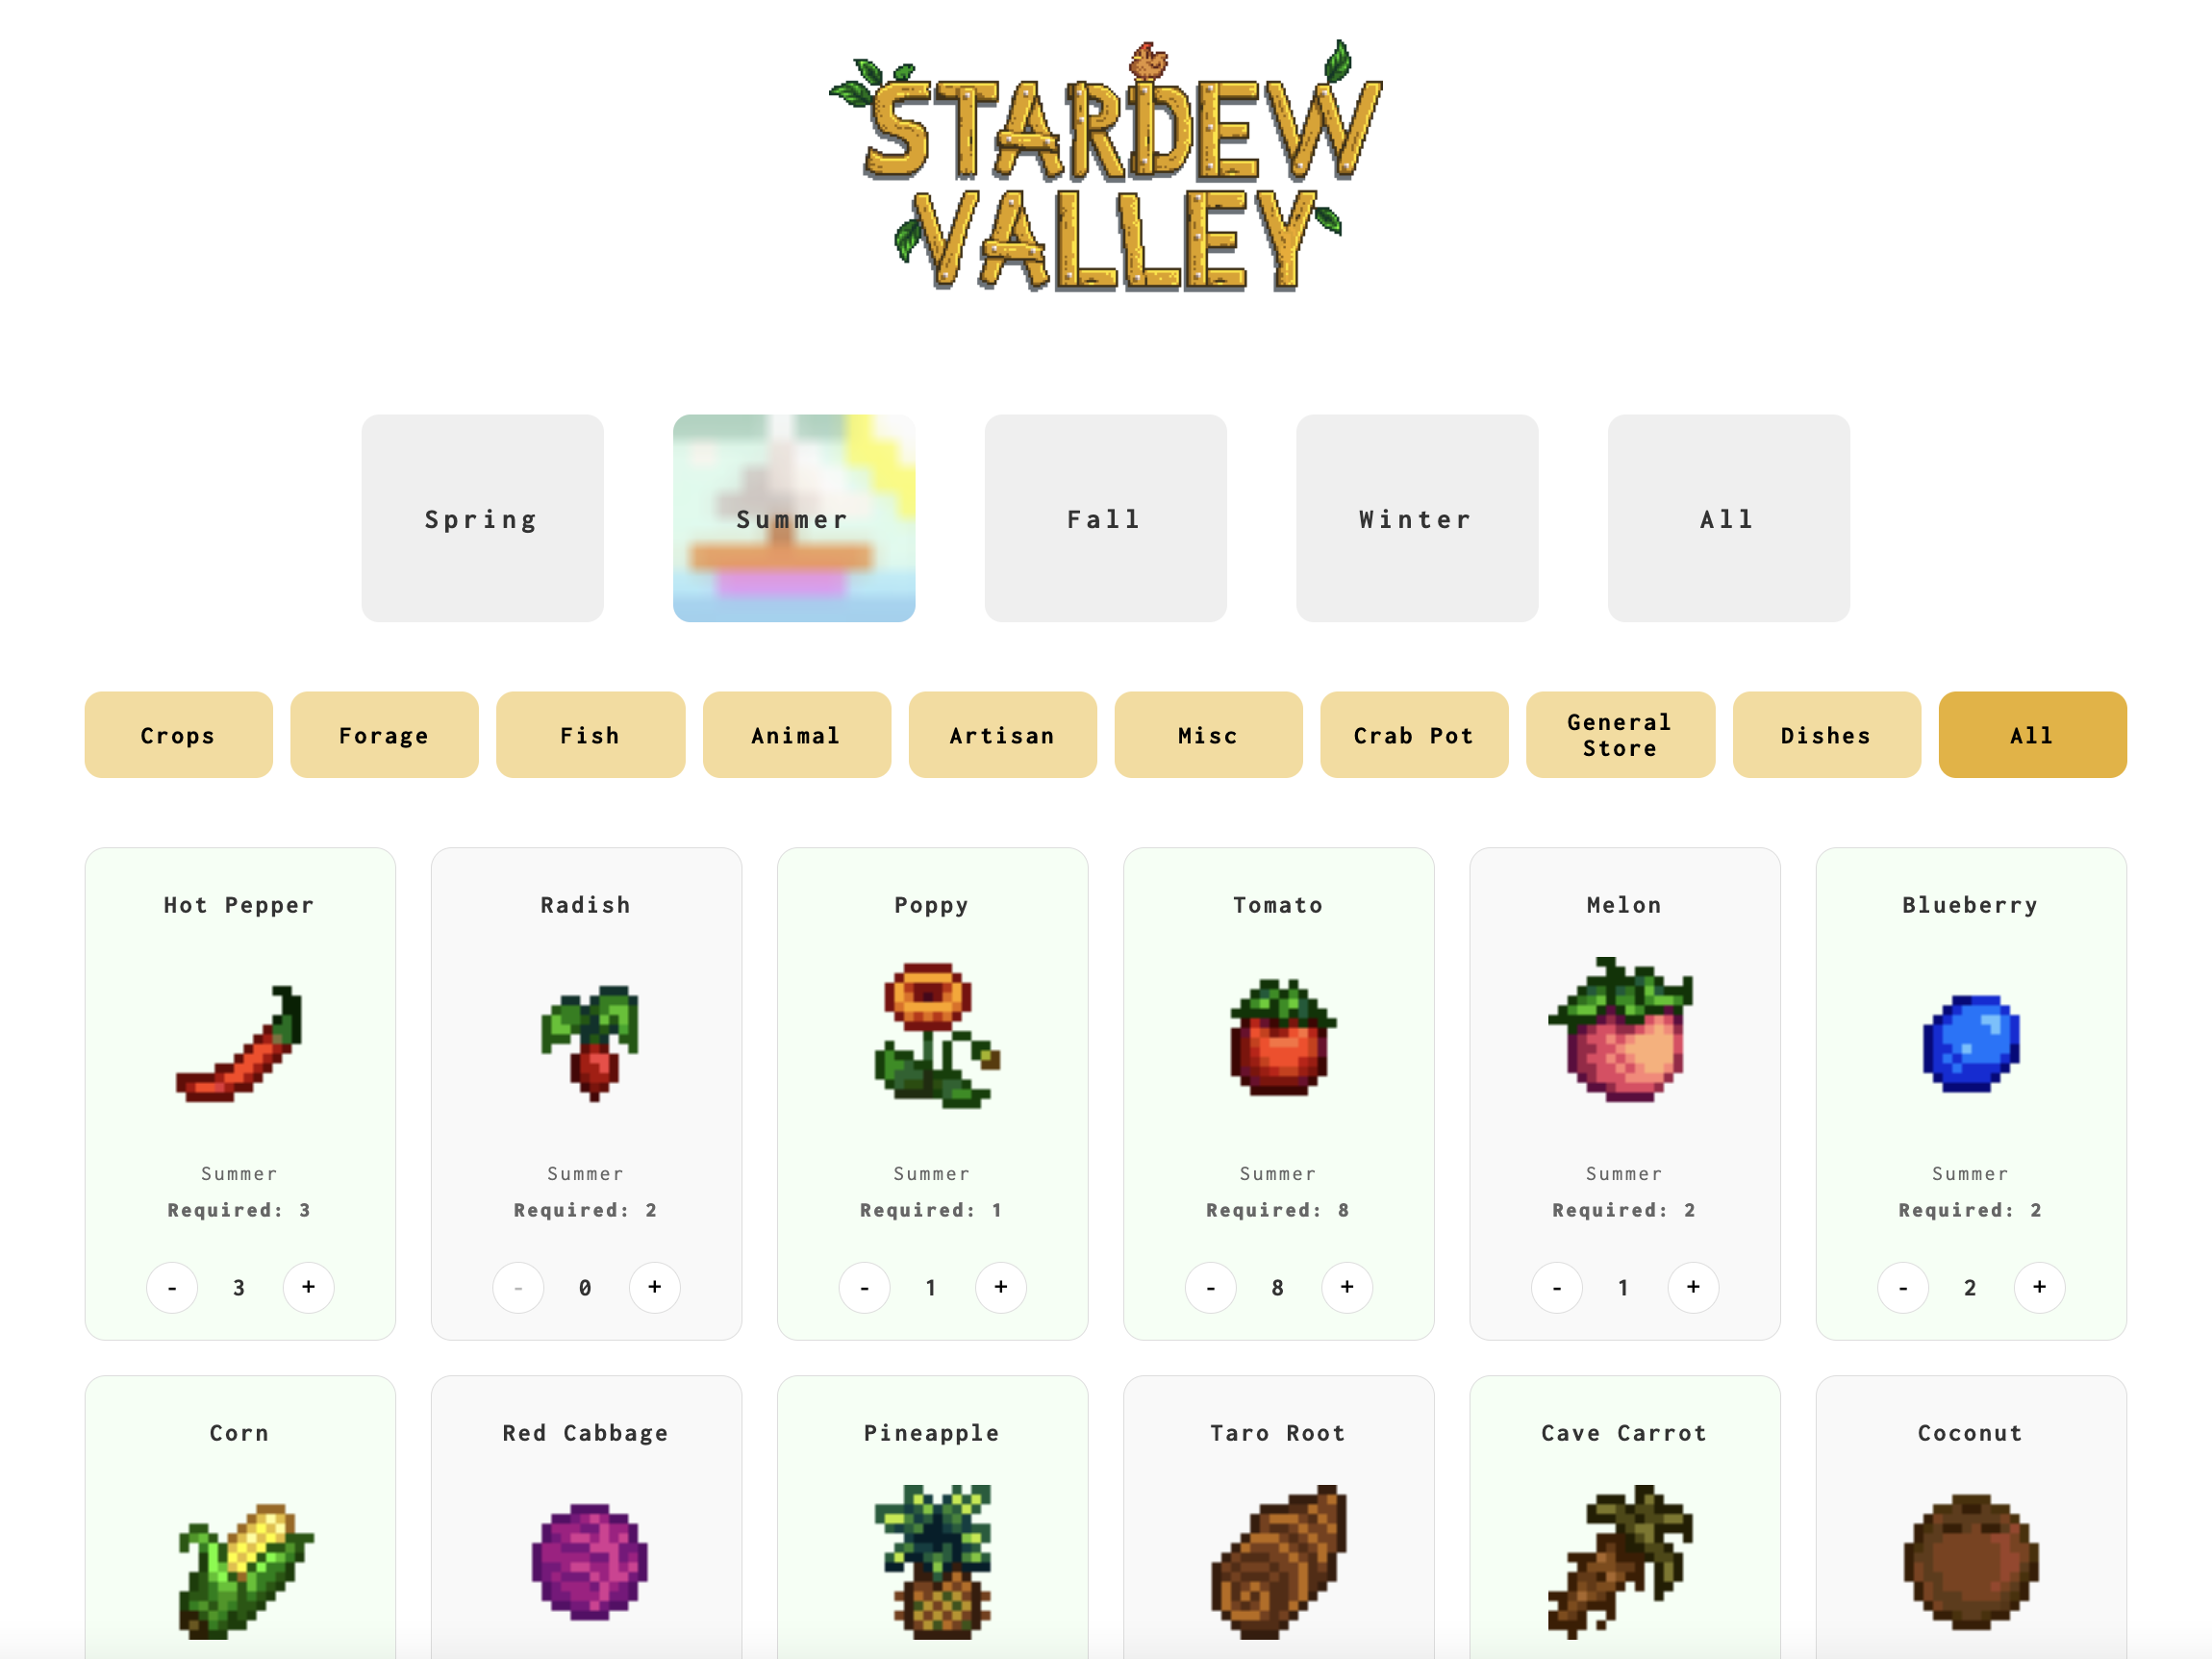 STARDEW
VALLEY
Spring
Summer
Fall
Winter
All
Crops
Forage
Fish
Animal
Artisan
Misc
Crab Pot
General
Store
Dishes
All
Hot Pepper
Radish
Poppy
Tomato
Melon
Blueberry
Summer
Summer
Summer
Summer
Summer
Summer
Required: 3
Required: 2
Required: 1
Required: 8
Required: 2
Required: 2
- 3 +
- 0 +
- 1 +
- 8 +
- 1 +
- 2 +
Corn
Red Cabbage
Pineapple
Taro Root
Cave Carrot
Coconut